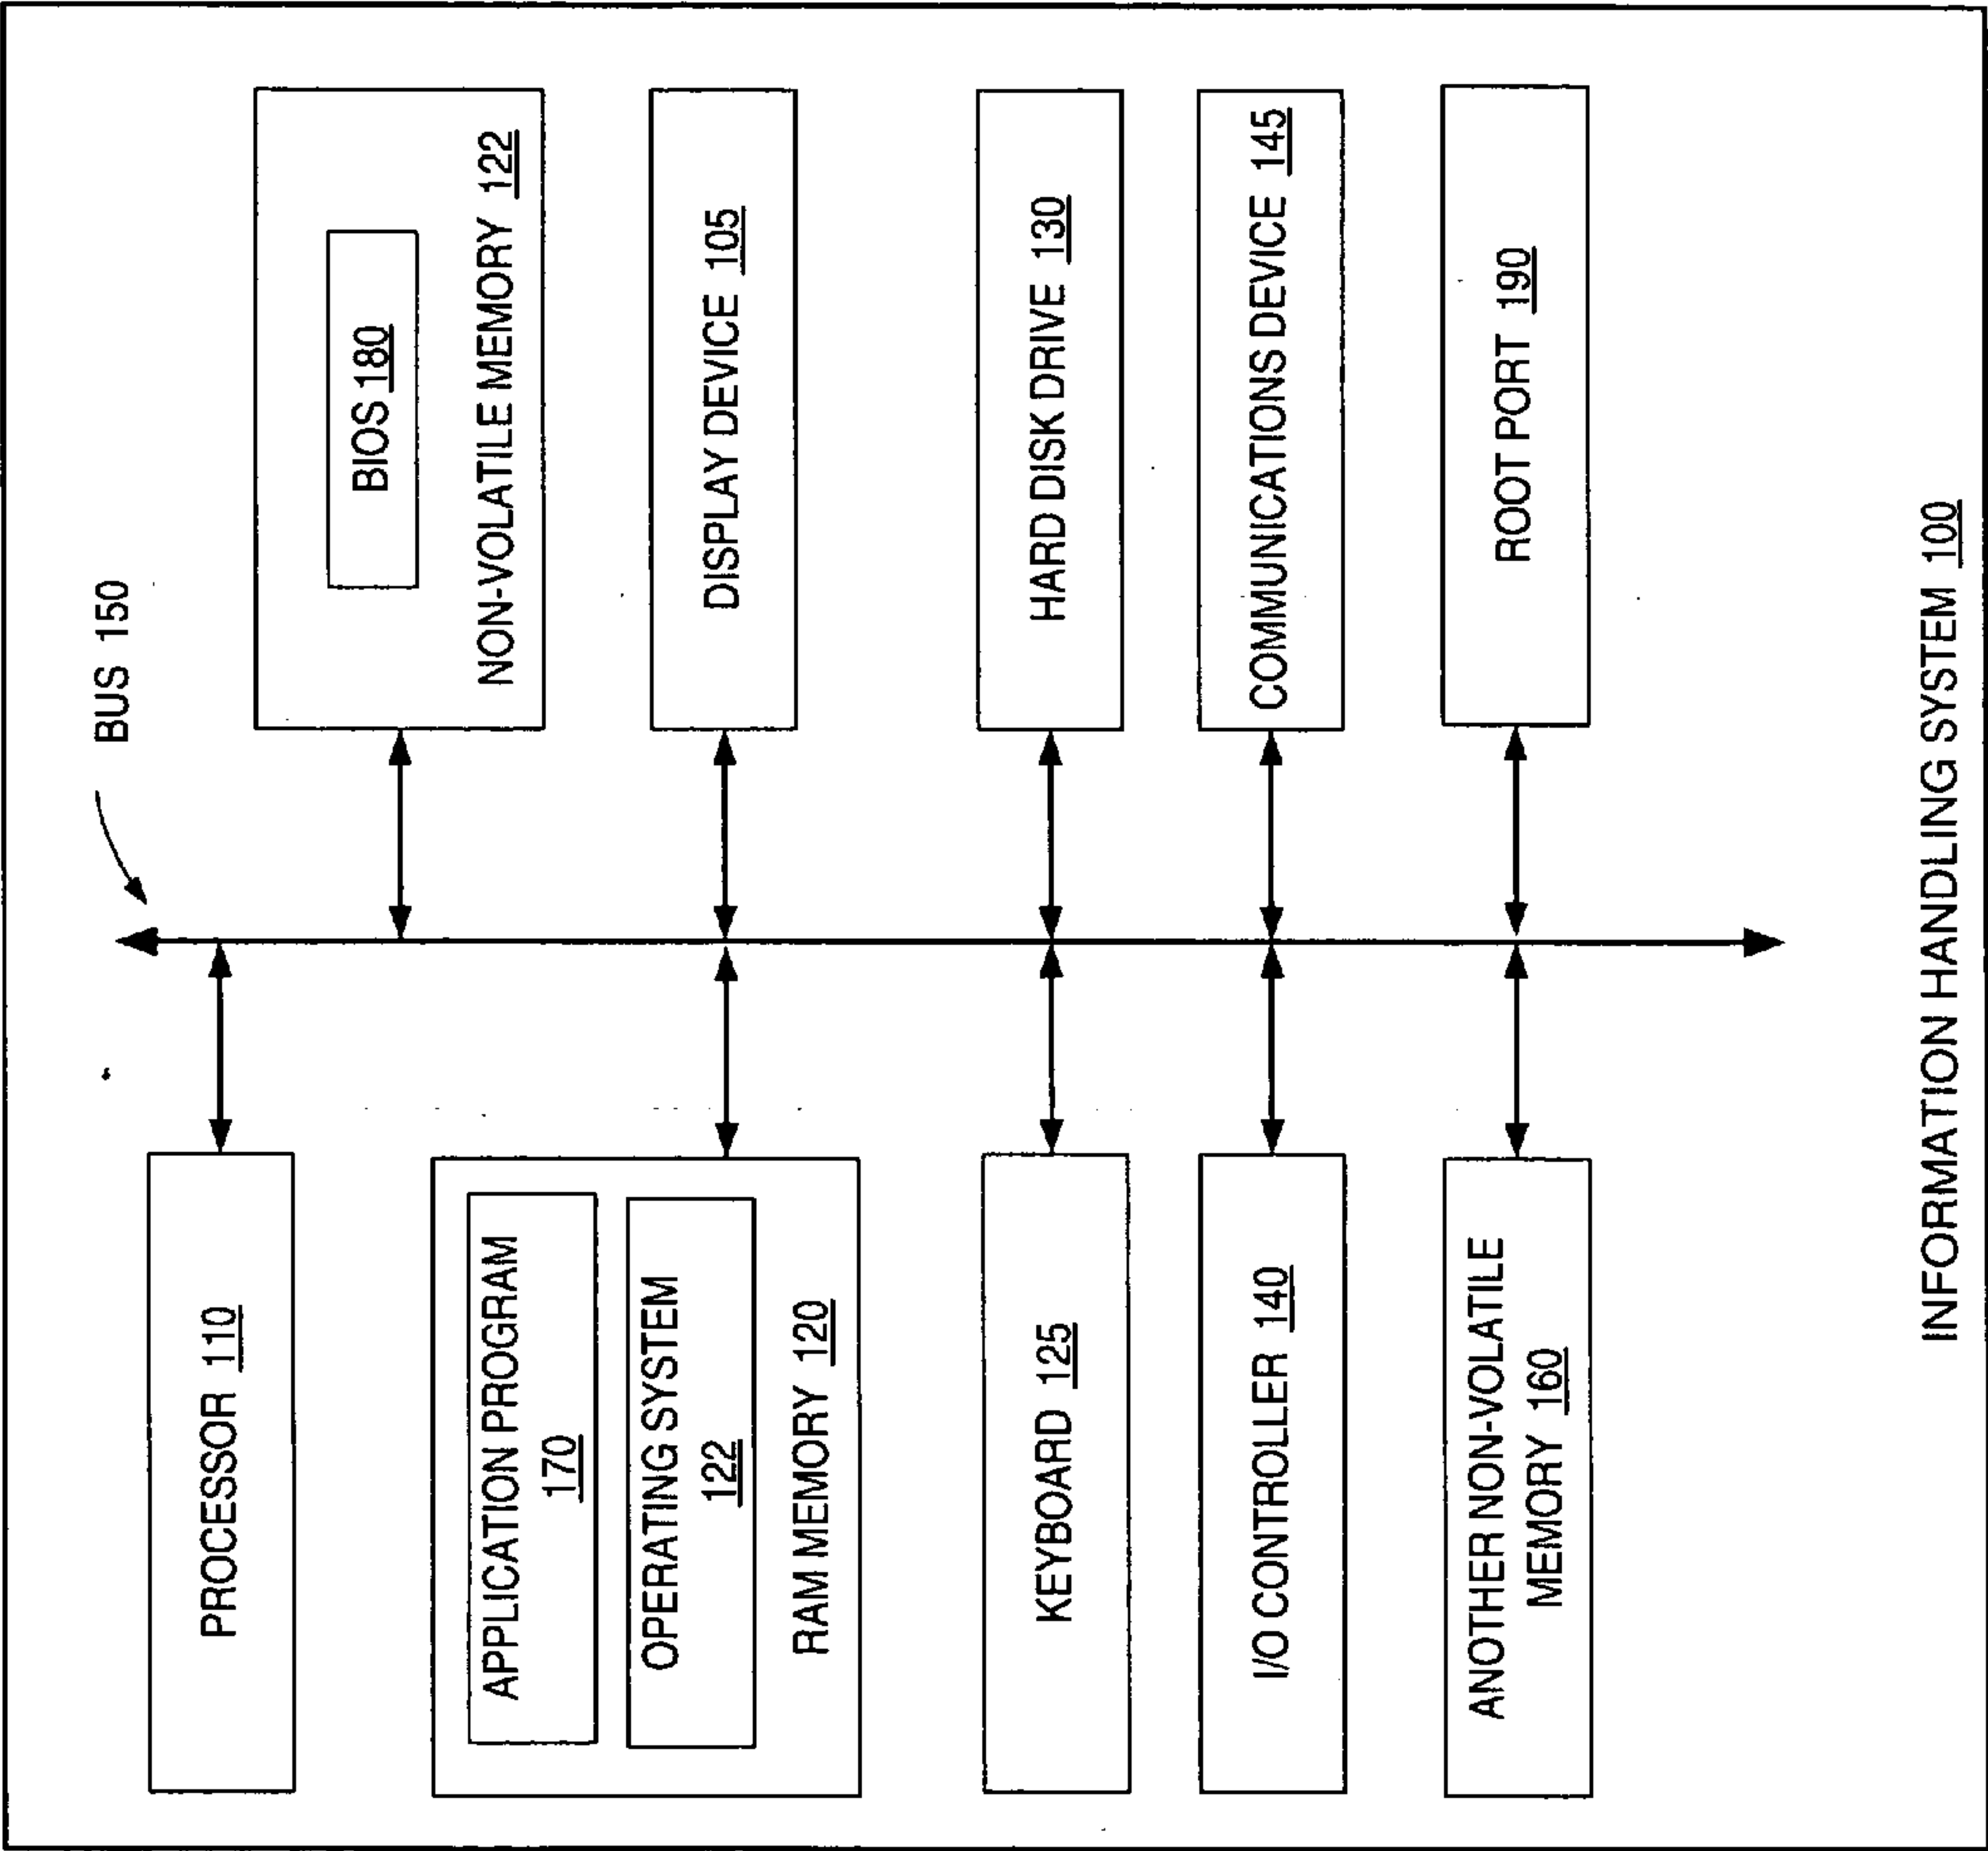 BUS 150
PROCESSOR 110
APPLICATION PROGRAM
170
OPERATING SYSTEM
122
RAM MEMORY 120
KEYBOARD 125
I/O CONTROLLER 140
ANOTHER NON-VOLATILE
MEMORY 160
BIOS 180
NON-VOLATILE MEMORY 122
DISPLAY DEVICE 105
HARD DISK DRIVE 130
COMMUNICATIONS DEVICE 145
ROOT PORT 190
INFORMATION HANDLING SYSTEM 100